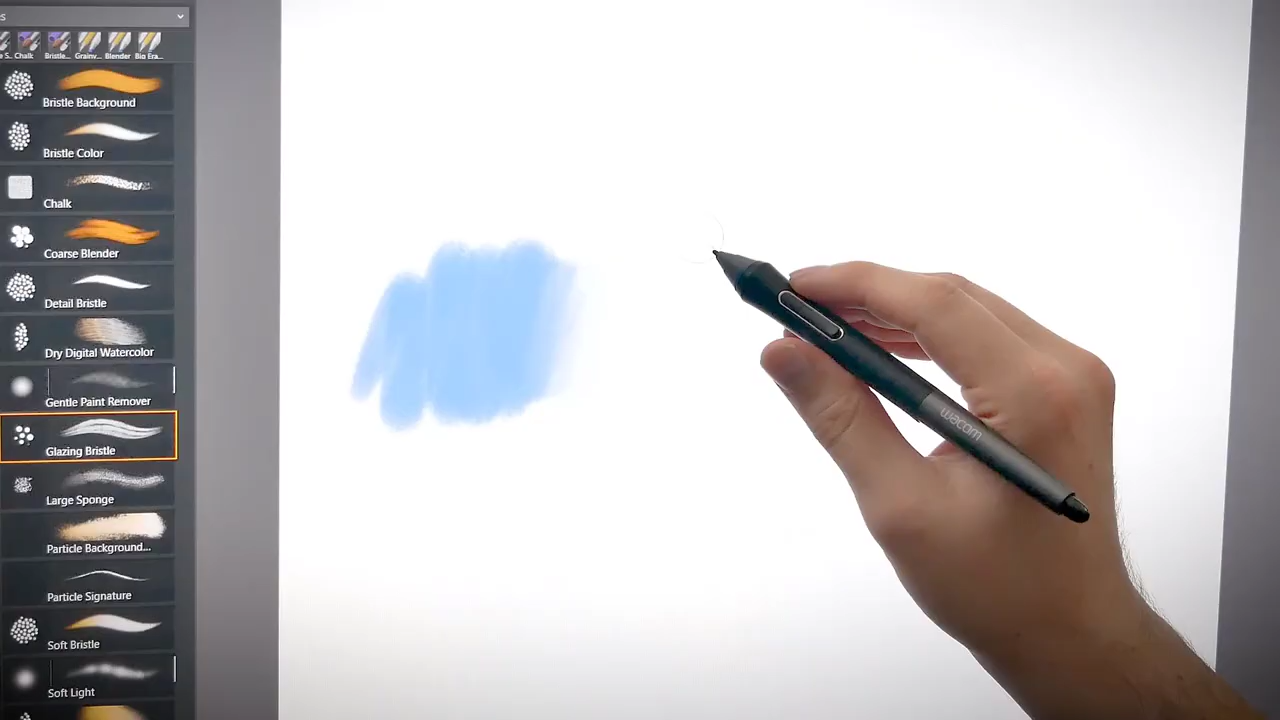 s
Chalk Bristle... Grainy... Blender Big Era...
Bristle Background
Bristle Color
Chalk
Coarse Blender
Detail Bristle
Dry Digital Watercolor
Gentle Paint Remover
Glazing Bristle
Large Sponge
Particle Background...
Particle Signature
Soft Bristle
Soft Light
wacom